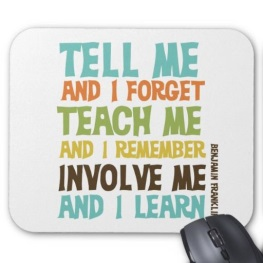 TELL ME
AND I FORGET
TEACH ME
AND I REMEMBER
INVOLVE ME
AND I LEARN
BENJAMIN FRANKLIN